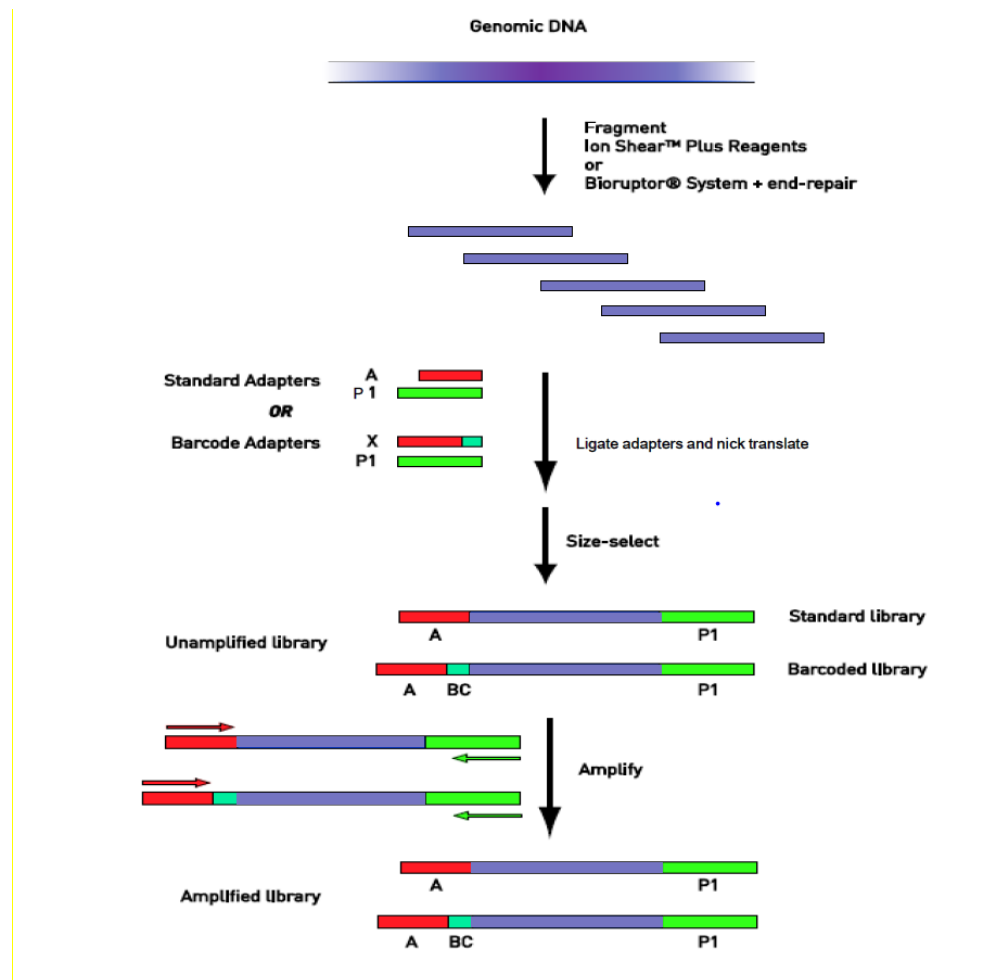 Genomic DNA
Fragment
Ion Shear™ Plus Reagents
or
Bioruptor® System + end-repair
Standard Adapters
A
P 1
OR
Barcode Adapters
X
P1
Ligate adapters and nick translate
Size-select
Unamplified library
A
P1
Standard library
A BC
P1
Barcoded library
Amplify
Amplified library
A
P1
A BC
P1